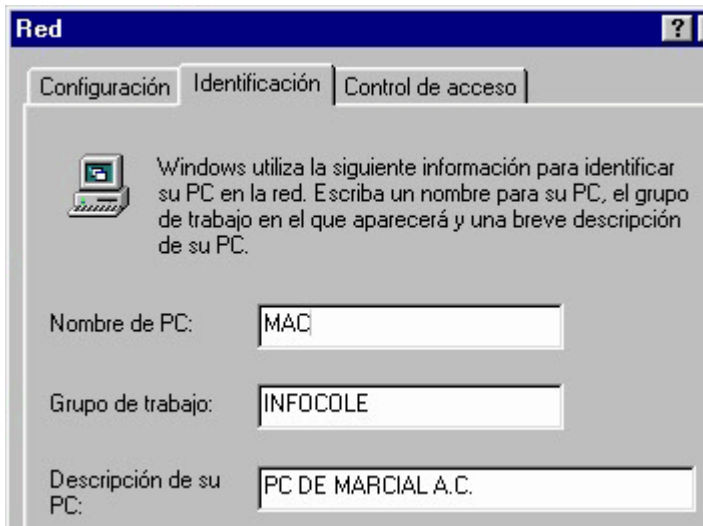 Red ?
Configuración Identificación Control de acceso
Windows utiliza la siguiente información para identificar
su PC en la red. Escriba un nombre para su PC, el grupo
de trabajo en el que aparecerá y una breve descripción
de su PC.
Nombre de PC: MAC
Grupo de trabajo: INFOCOLE
Descripción de su
PC: PC DE MARCIAL A.C.